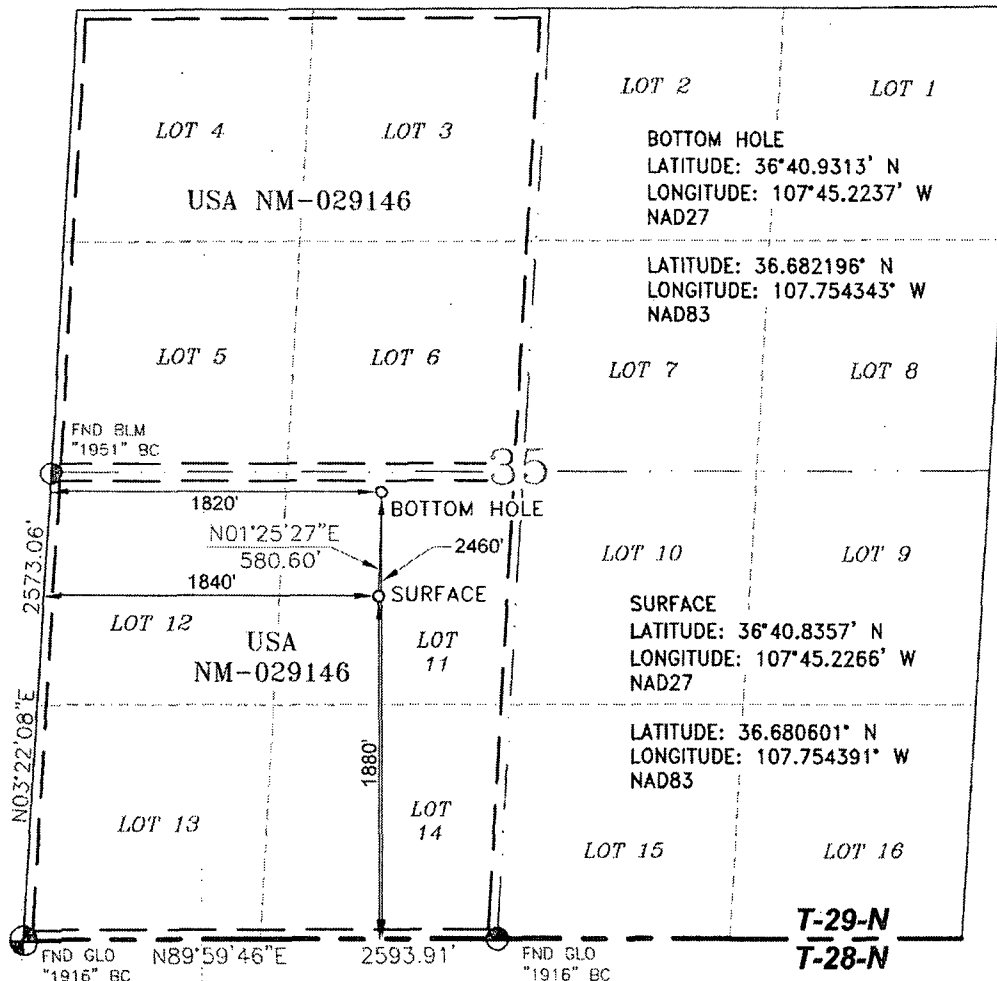 LOT 4
LOT 3
LOT 2
LOT 1
USA NM-029146
BOTTOM HOLE
LATITUDE: 36°40.9313' N
LONGITUDE: 107°45.2237' W
NAD27
LATITUDE: 36.682196° N
LONGITUDE: 107.754343° W
NAD83
LOT 5
LOT 6
LOT 7
LOT 8
FND BLM
"1951" BC
35
1820'
BOTTOM HOLE
N01°25'27"E
580.60'
2460'
1840'
SURFACE
2573.06'
N03°22'08"E
LOT 12
USA
NM-029146
LOT
11
LOT 10
LOT 9
SURFACE
LATITUDE: 36°40.8357' N
LONGITUDE: 107°45.2266' W
NAD27
LATITUDE: 36.680601° N
LONGITUDE: 107.754391° W
NAD83
1880'
LOT 13
LOT
14
LOT 15
LOT 16
T-29-N
T-28-N
FND GLO
"1916" BC
N89°59'46"E
2593.91'
FND GLO
"1916" BC